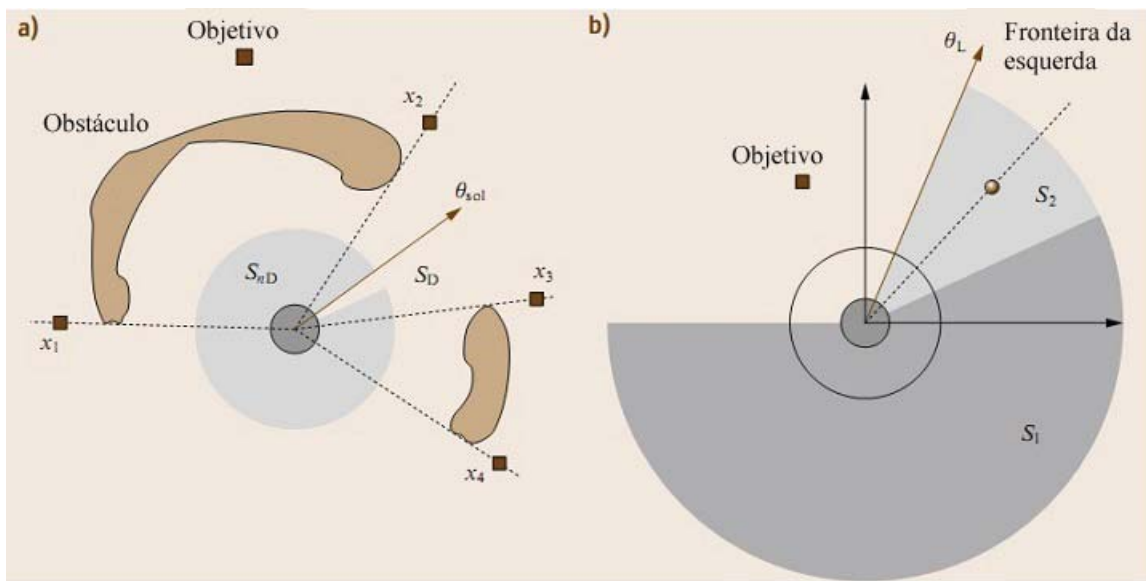 a)
Objetivo
x2
Obstáculo
θsol
SnD
SD
x3
x1
x4
b)
θL
Fronteira da
esquerda
Objetivo
S2
S1